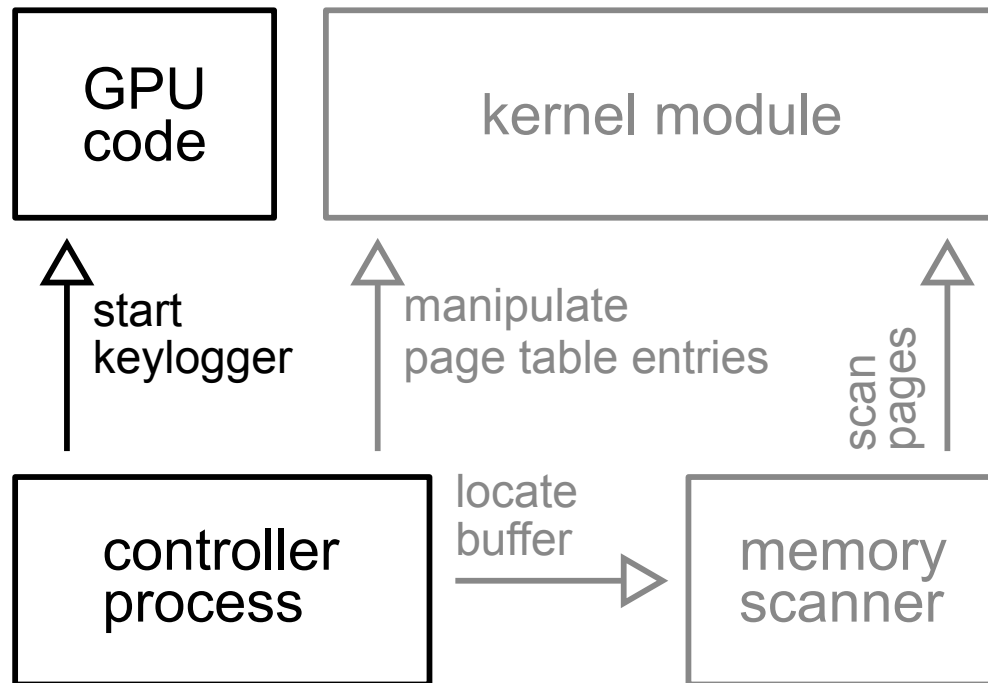 GPU
code
kernel module
start
keylogger
manipulate
page table entries
scan
pages
controller
process
locate
buffer
memory
scanner